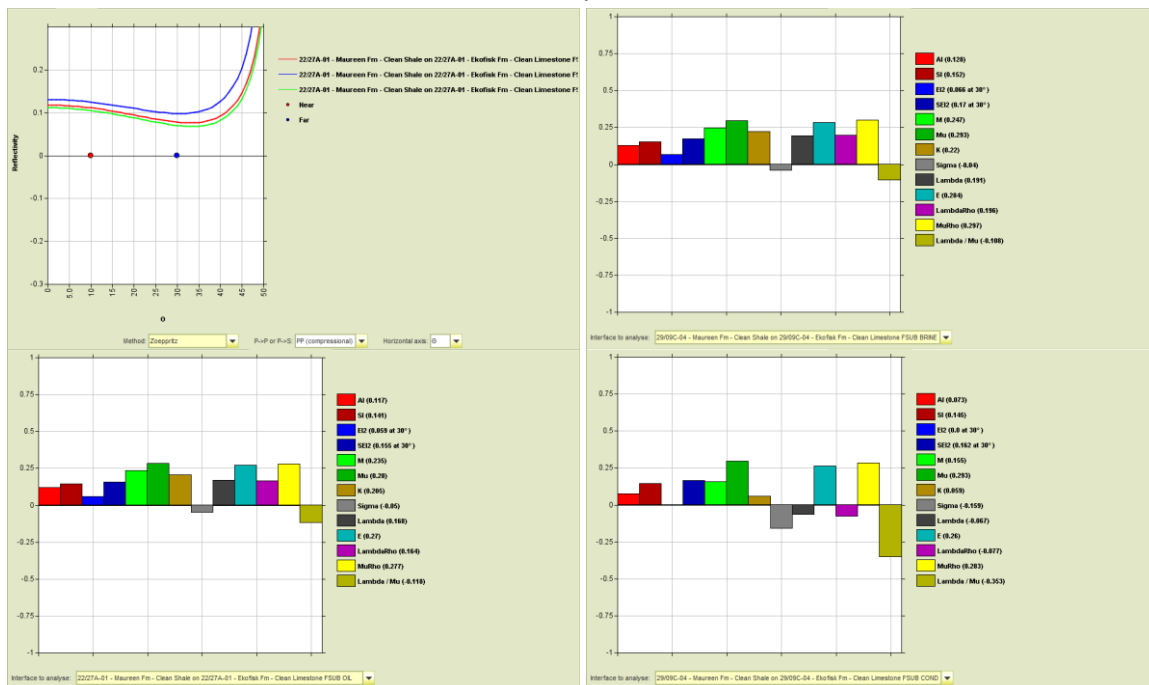 0.2
0.1
0
-0.1
-0.2
-0.3
Reflectivity
0
5.0
10
15
20
25
30
35
40
45
50
Θ
22/27A-01 - Maureen Fm - Clean Shale on 22/27A-01 - Ekofisk Fm - Clean Limestone FS
22/27A-01 - Maureen Fm - Clean Shale on 22/27A-01 - Ekofisk Fm - Clean Limestone FS
22/27A-01 - Maureen Fm - Clean Shale on 22/27A-01 - Ekofisk Fm - Clean Limestone FS
Near
Far
Method: Zoeppritz P->P or P->S: PP (compressional) Horizontal axis: Θ
1
0.75
0.5
0.25
0
-0.25
-0.5
-0.75
-1
AI (0.128)
SI (0.152)
EI2 (0.066 at 30°)
SEI2 (0.17 at 30°)
M (0.247)
Mu (0.293)
K (0.22)
Sigma (-0.04)
Lambda (0.191)
E (0.284)
LambdaRho (0.196)
MuRho (0.297)
Lambda / Mu (-0.108)
Interface to analyse: 29/09C-04 - Maureen Fm - Clean Shale on 29/09C-04 - Ekofisk Fm - Clean Limestone FSUB BRINE
1
0.75
0.5
0.25
0
-0.25
-0.5
-0.75
-1
AI (0.117)
SI (0.141)
EI2 (0.059 at 30°)
SEI2 (0.155 at 30°)
M (0.235)
Mu (0.28)
K (0.205)
Sigma (-0.05)
Lambda (0.168)
E (0.27)
LambdaRho (0.164)
MuRho (0.277)
Lambda / Mu (-0.118)
Interface to analyse: 22/27A-01 - Maureen Fm - Clean Shale on 22/27A-01 - Ekofisk Fm - Clean Limestone FSUB OIL
1
0.75
0.5
0.25
0
-0.25
-0.5
-0.75
-1
AI (0.073)
SI (0.145)
EI2 (0.0 at 30°)
SEI2 (0.162 at 30°)
M (0.155)
Mu (0.293)
K (0.059)
Sigma (-0.159)
Lambda (-0.067)
E (0.26)
LambdaRho (-0.077)
MuRho (0.283)
Lambda / Mu (-0.353)
Interface to analyse: 29/09C-04 - Maureen Fm - Clean Shale on 29/09C-04 - Ekofisk Fm - Clean Limestone FSUB COND